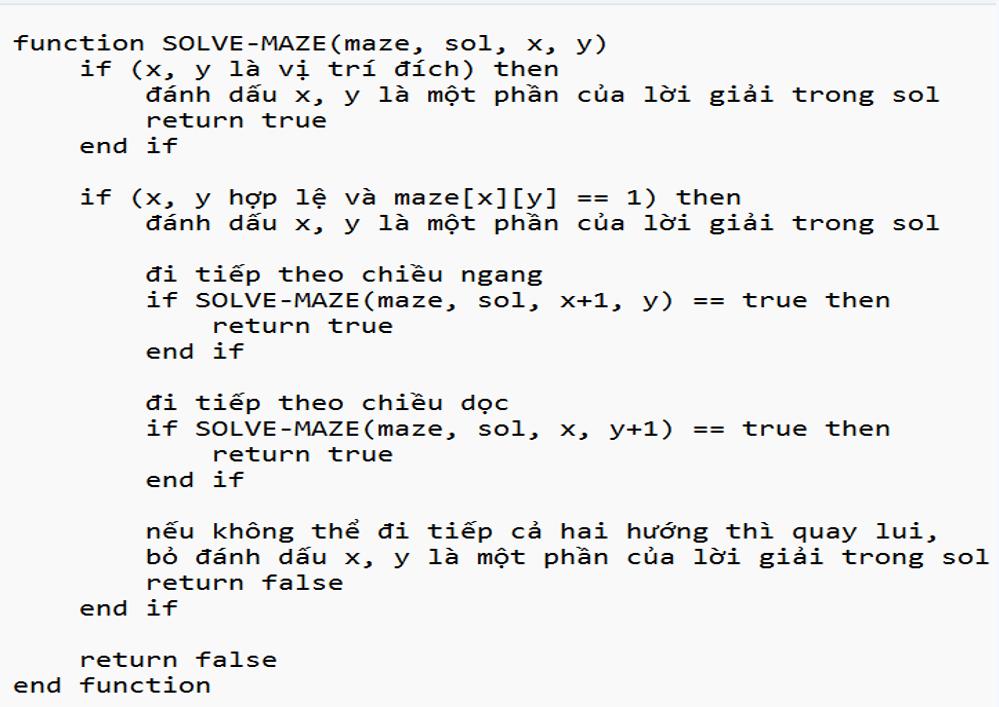 function SOLVE-MAZE(maze, sol, x, y)
    if (x, y là vị trí đích) then
        đánh dấu x, y là một phần của lời giải trong sol
        return true
    end if

    if (x, y hợp lệ và maze[x][y] == 1) then
        đánh dấu x, y là một phần của lời giải trong sol

        đi tiếp theo chiều ngang
        if SOLVE-MAZE(maze, sol, x+1, y) == true then
            return true
        end if

        đi tiếp theo chiều dọc
        if SOLVE-MAZE(maze, sol, x, y+1) == true then
            return true
        end if

        nếu không thể đi tiếp cả hai hướng thì quay lui,
        bỏ đánh dấu x, y là một phần của lời giải trong sol
        return false
    end if

    return false
end function